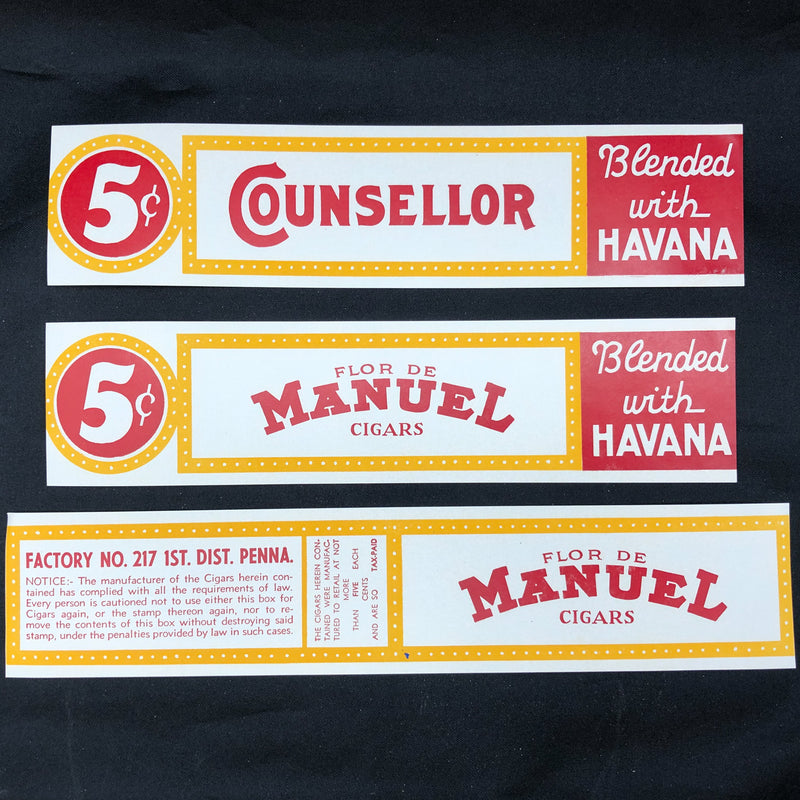 5¢
COUNSELLOR
Blended
with
HAVANA
5¢
FLOR DE
MANUEL
CIGARS
Blended
with
HAVANA
FACTORY NO. 217 1ST. DIST. PENNA.
NOTICE:- The manufacturer of the Cigars herein con-
tained has complied with all the requirements of law.
Every person is cautioned not to use either this box for
Cigars again, or the stamp thereon again, nor to re-
move the contents of this box without destroying said
stamp, under the penalties provided by law in such cases.
THE CIGARS HEREIN CON-
TAINED WERE MANUFAC-
TURED TO RETAIL AT NOT
MORE
THAN FIVE EACH
CENTS
AND ARE SO TAX-PAID
FLOR DE
MANUEL
CIGARS